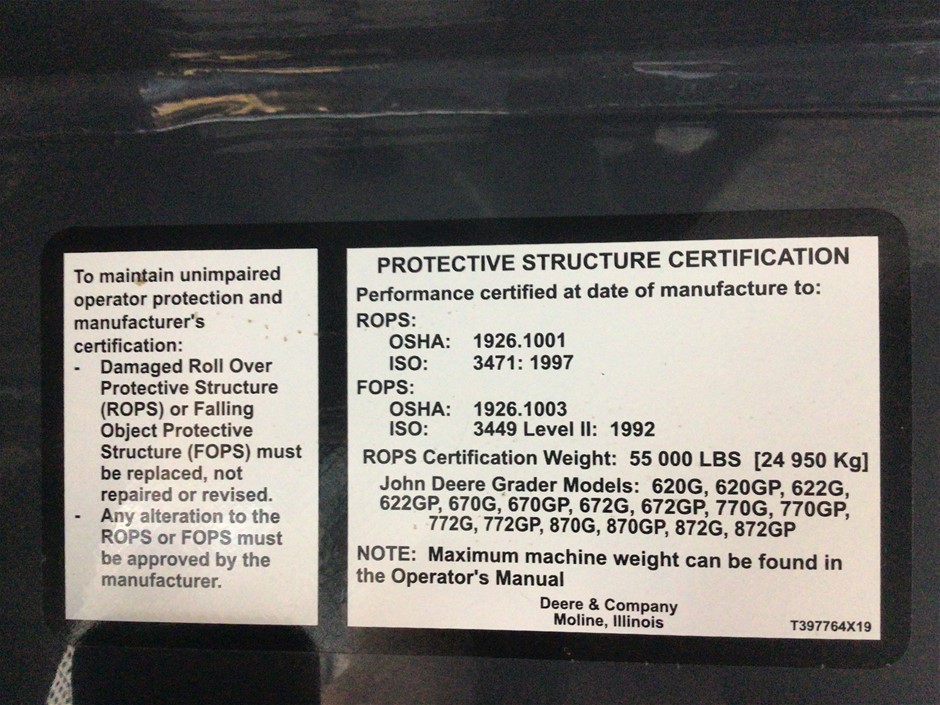 To maintain unimpaired
operator protection and
manufacturer's
certification:
- Damaged Roll Over
Protective Structure
(ROPS) or Falling
Object Protective
Structure (FOPS) must
be replaced, not
repaired or revised.
- Any alteration to the
ROPS or FOPS must
be approved by the
manufacturer.
PROTECTIVE STRUCTURE CERTIFICATION
Performance certified at date of manufacture to:
ROPS:
OSHA: 1926.1001
ISO: 3471: 1997
FOPS:
OSHA: 1926.1003
ISO: 3449 Level II: 1992
ROPS Certification Weight: 55 000 LBS [24 950 Kg]
John Deere Grader Models: 620G, 620GP, 622G,
622GP, 670G, 670GP, 672G, 672GP, 770G, 770GP,
772G, 772GP, 870G, 870GP, 872G, 872GP
NOTE: Maximum machine weight can be found in
the Operator's Manual
Deere & Company
Moline, Illinois
T397764X19